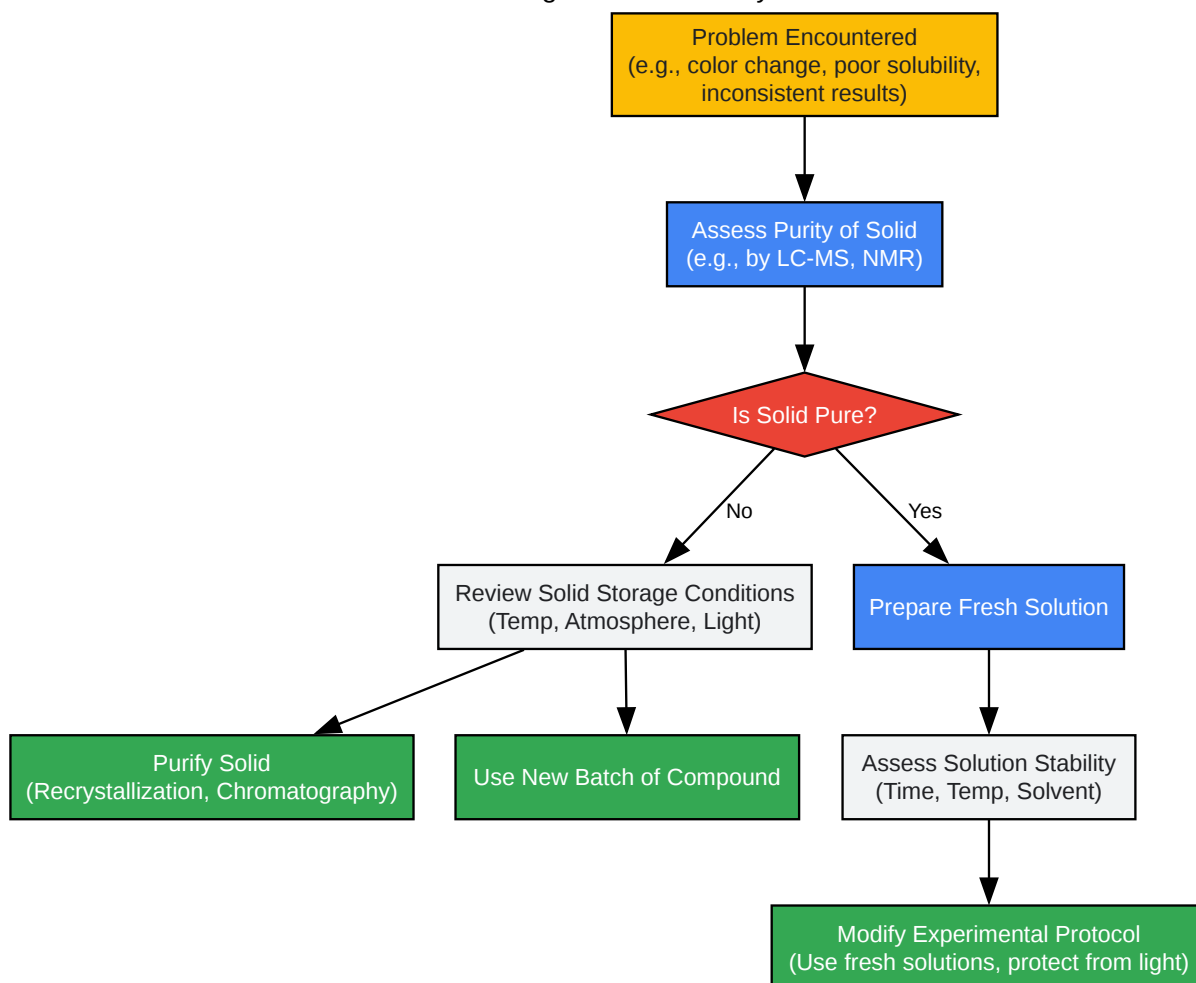 Problem Encountered
(e.g., color change, poor solubility,
inconsistent results)
Assess Purity of Solid
(e.g., by LC-MS, NMR)
Is Solid Pure?
No
Yes
Review Solid Storage Conditions
(Temp, Atmosphere, Light)
Prepare Fresh Solution
Purify Solid
(Recrystallization, Chromatography)
Use New Batch of Compound
Assess Solution Stability
(Time, Temp, Solvent)
Modify Experimental Protocol
(Use fresh solutions, protect from light)